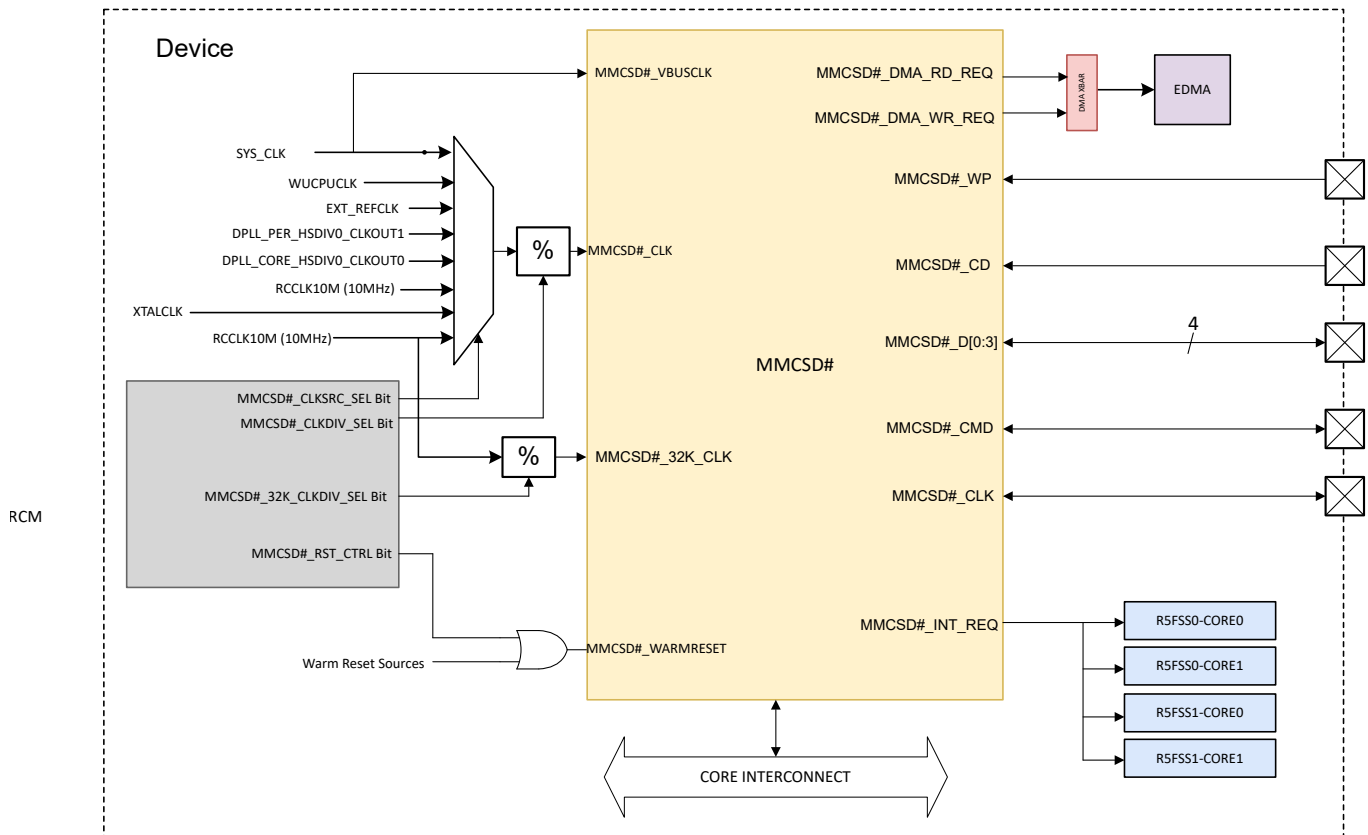 Device
MMCSD#_VBUSCLK
SYS_CLK
WUCPUCLK
EXT_REFCLK
DPLL_PER_HSDIV0_CLKOUT1
DPLL_CORE_HSDIV0_CLKOUT0
RCCLK10M (10MHz)
XTALCLK
RCCLK10M (10MHz)
%
MMCSD#_CLK
MMCSD#_CLKSRC_SEL Bit
MMCSD#_CLKDIV_SEL Bit
%
MMCSD#_32K_CLK
MMCSD#_32K_CLKDIV_SEL Bit
RCM
MMCSD#_RST_CTRL Bit
Warm Reset Sources
MMCSD#_WARMRESET
MMCSD#
MMCSD#_DMA_RD_REQ
MMCSD#_DMA_WR_REQ
DMA XBAR
EDMA
MMCSD#_WP
MMCSD#_CD
MMCSD#_D[0:3]
4
MMCSD#_CMD
MMCSD#_CLK
MMCSD#_INT_REQ
R5FSS0-CORE0
R5FSS0-CORE1
R5FSS1-CORE0
R5FSS1-CORE1
CORE INTERCONNECT